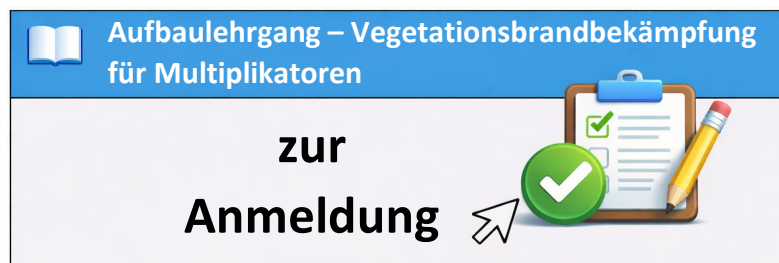 Aufbaulehrgang – Vegetationsbrandbekämpfung
für Multiplikatoren
zur
Anmeldung